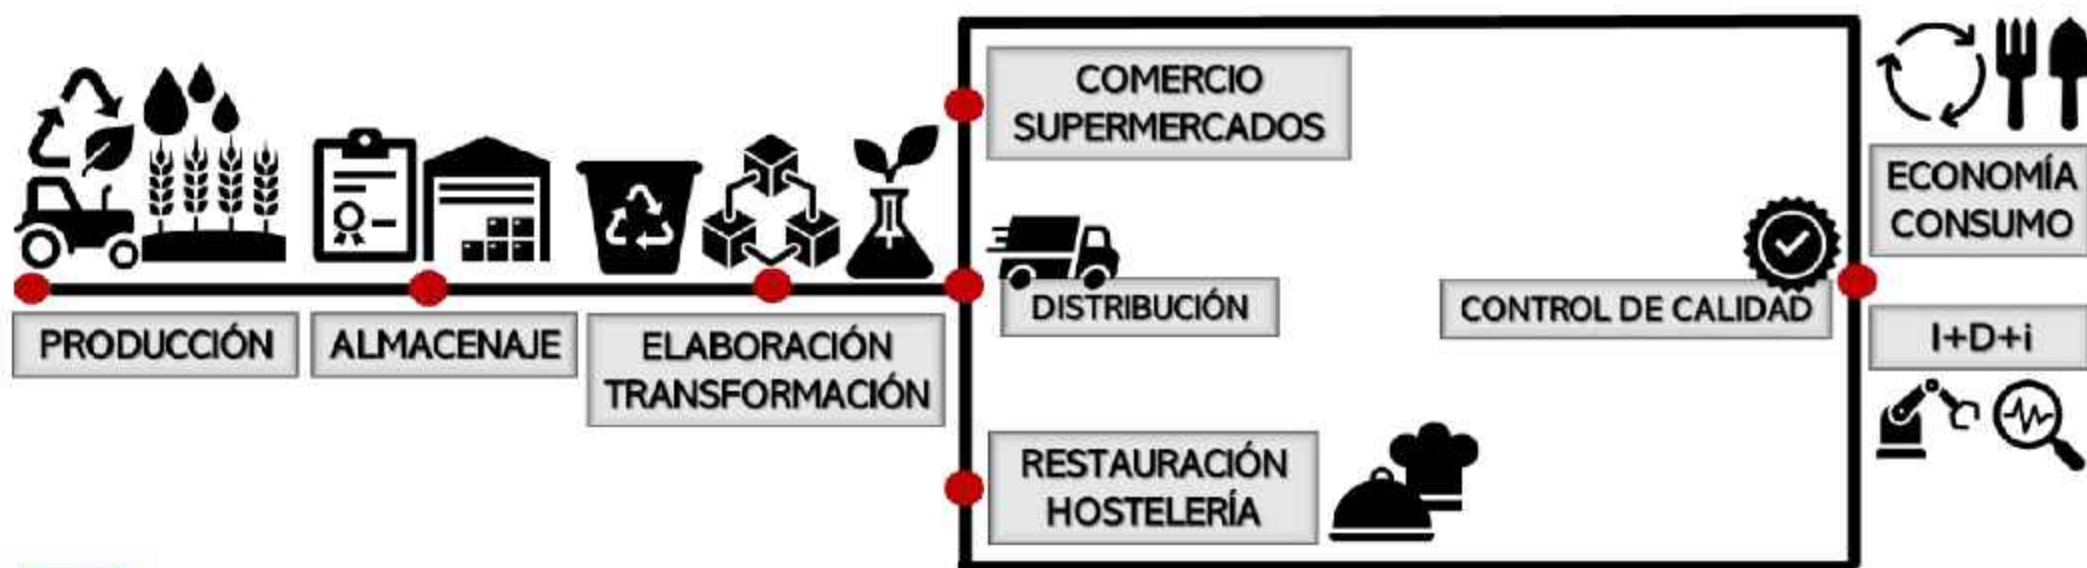 PRODUCCIÓN
ALMACENAJE
ELABORACIÓN
TRANSFORMACIÓN
COMERCIO
SUPERMERCADOS
DISTRIBUCIÓN
RESTAURACIÓN
HOSTELERÍA
CONTROL DE CALIDAD
ECONOMÍA
CONSUMO
I+D+i